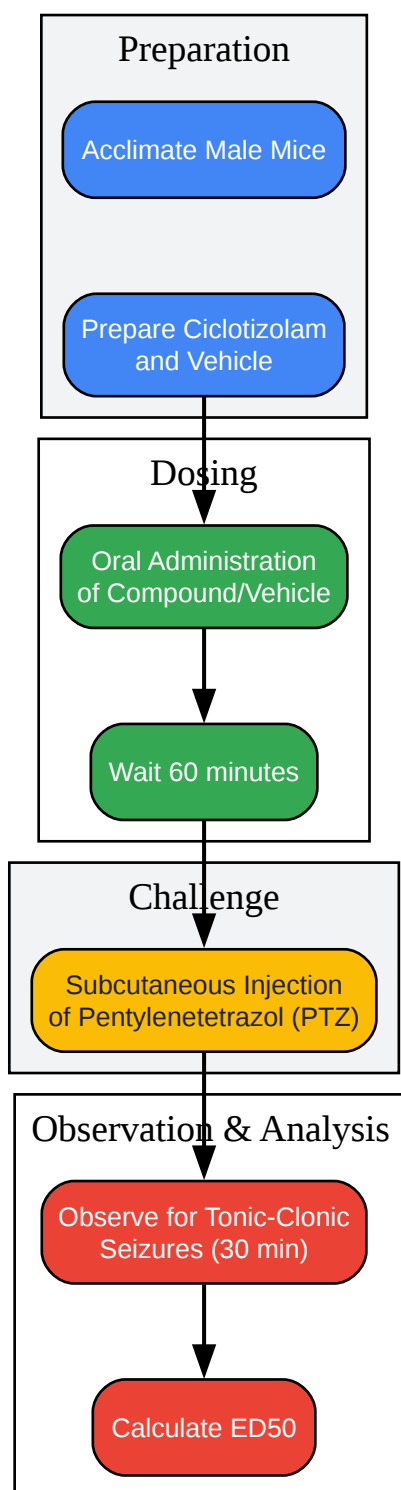 Preparation
Acclimate Male Mice
Prepare Ciclotizolam
and Vehicle
Dosing
Oral Administration
of Compound/Vehicle
Wait 60 minutes
Challenge
Subcutaneous Injection
of Pentylenetetrazol (PTZ)
Observation & Analysis
Observe for Tonic-Clonic
Seizures (30 min)
Calculate ED50